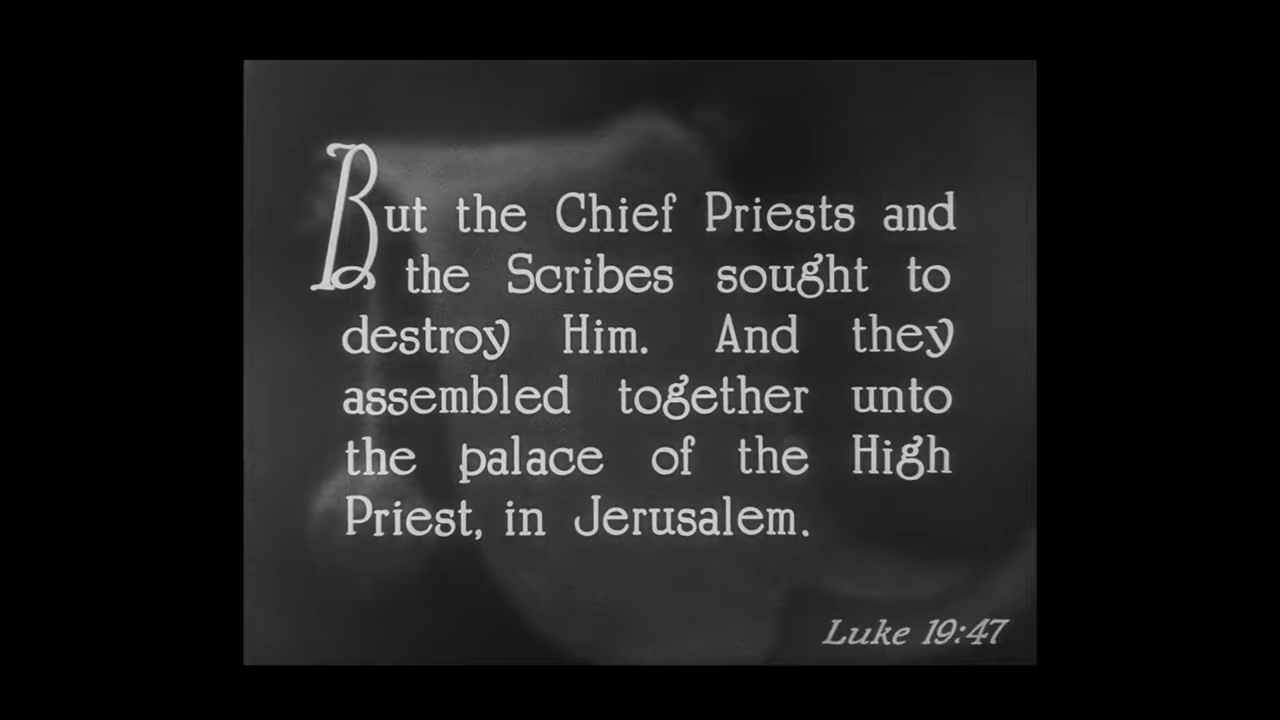 But the Chief Priests and
the Scribes sought to
destroy Him. And they
assembled together unto
the palace of the High
Priest, in Jerusalem.
Luke 19:47